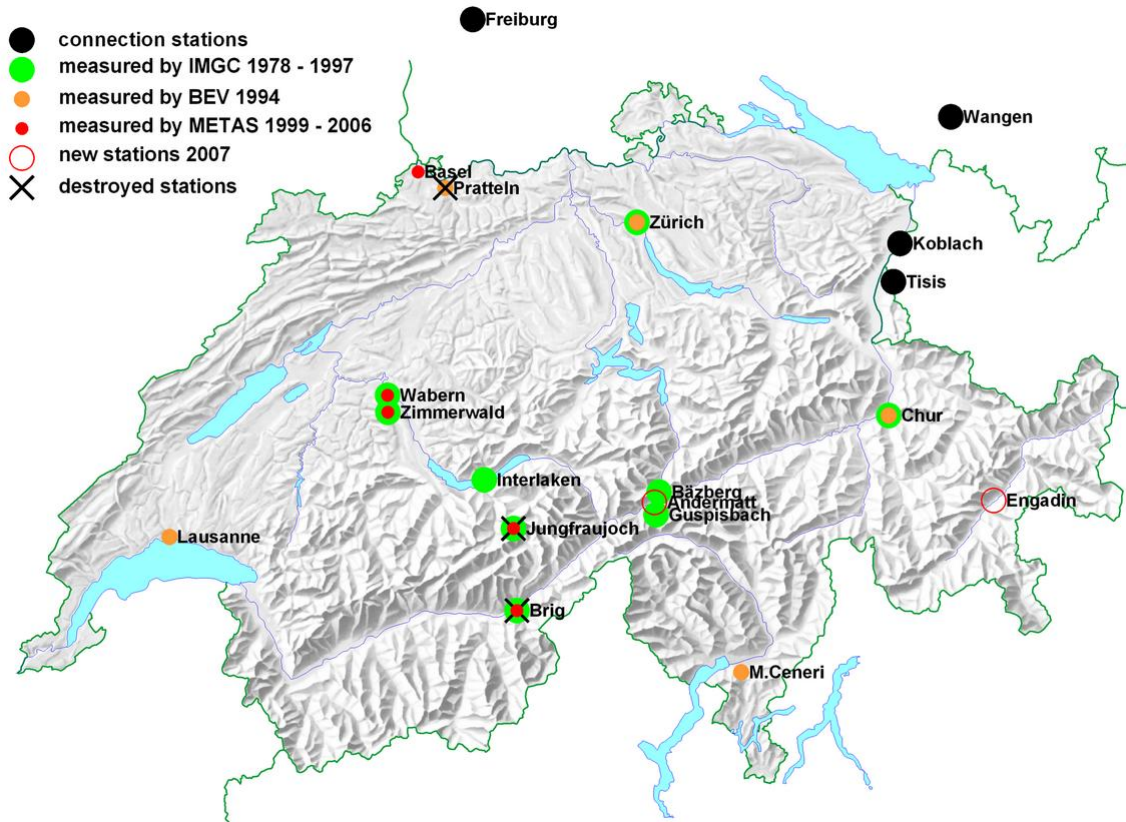 Freiburg
connection stations
measured by IMGC 1978 - 1997
measured by BEV 1994
measured by METAS 1999 - 2006
new stations 2007
destroyed stations
Wangen
Basel
Pratteln
Zürich
Koblach
Tisis
Wabern
Zimmerwald
Chur
Interlaken
Bäzberg
Andermatt
Guspisbach
Engadin
Jungfraujoch
Lausanne
Brig
M.Ceneri